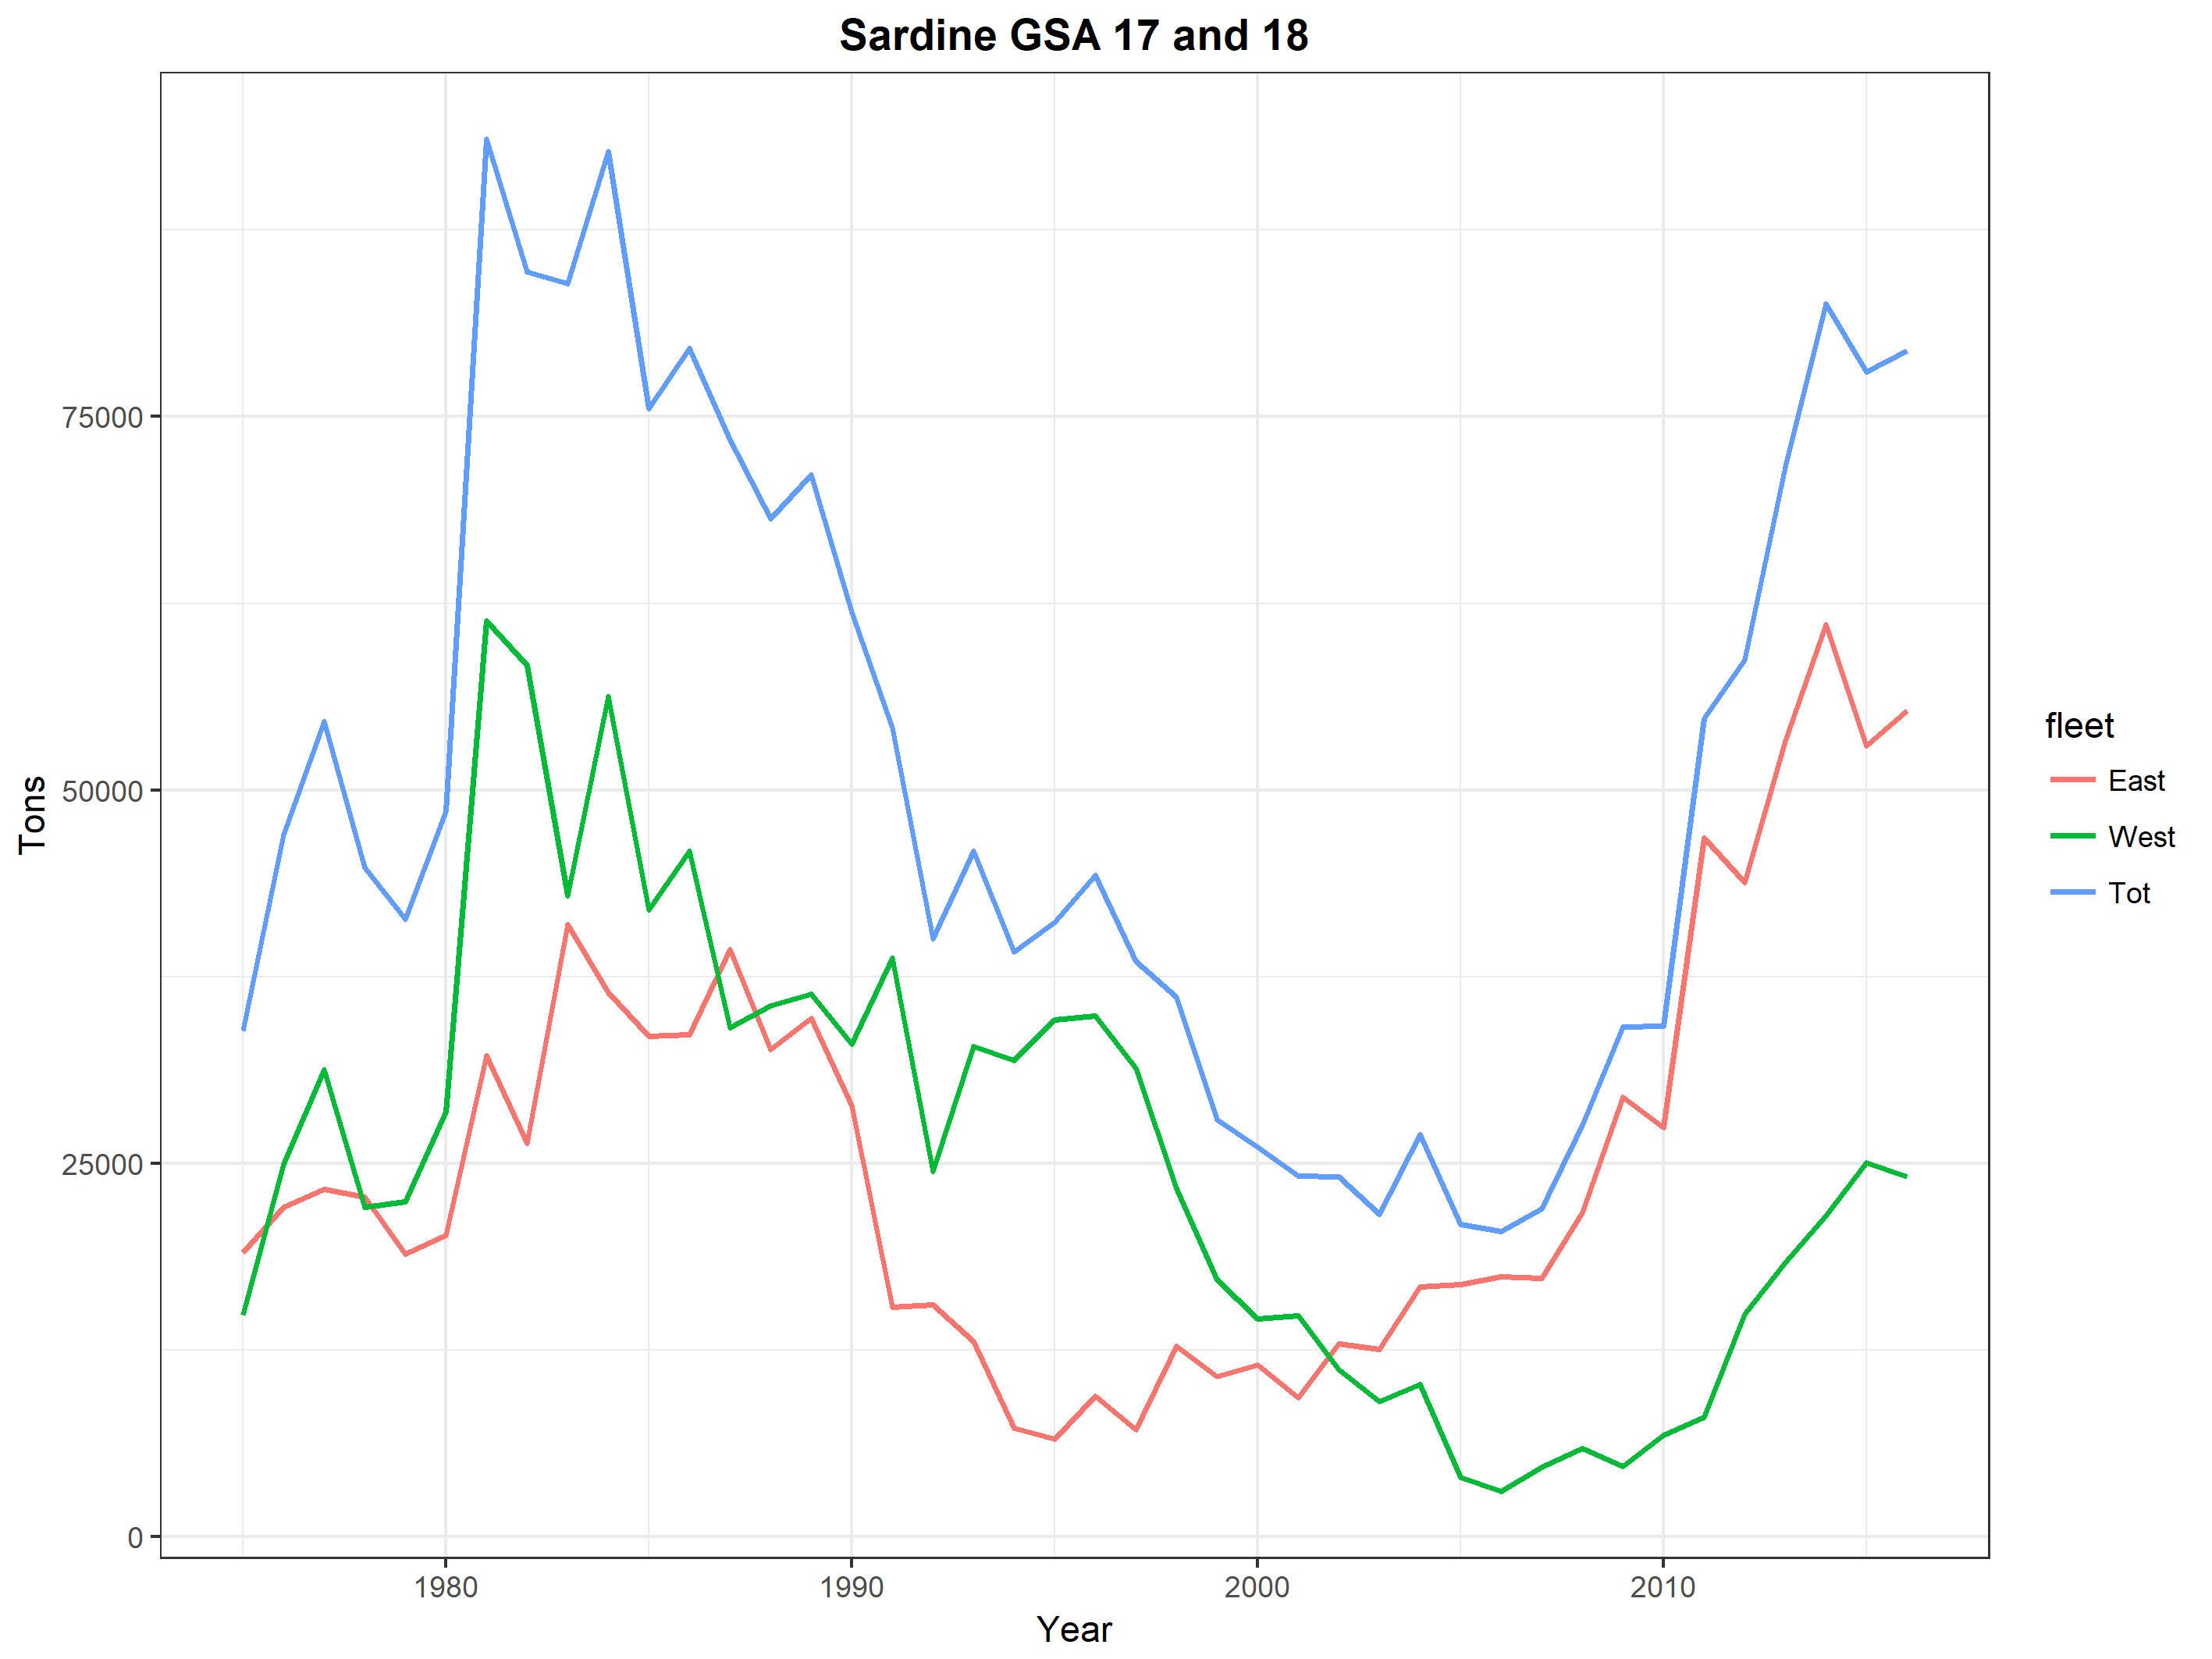 Sardine GSA 17 and 18
75000
50000
25000
0
Tons
1980
1990
2000
2010
Year
fleet
East
West
Tot